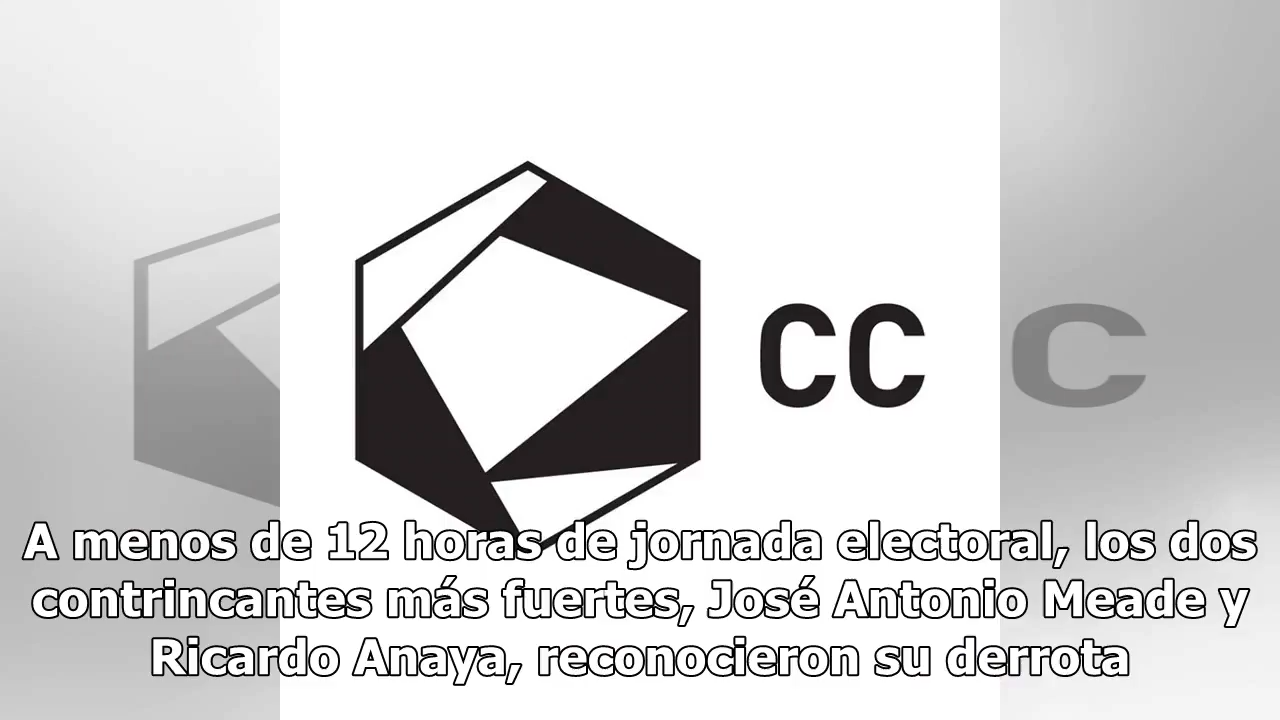 CC
C
A menos de 12 horas de jornada electoral, los dos
contrincantes más fuertes, José Antonio Meade y
Ricardo Anaya, reconocieron su derrota